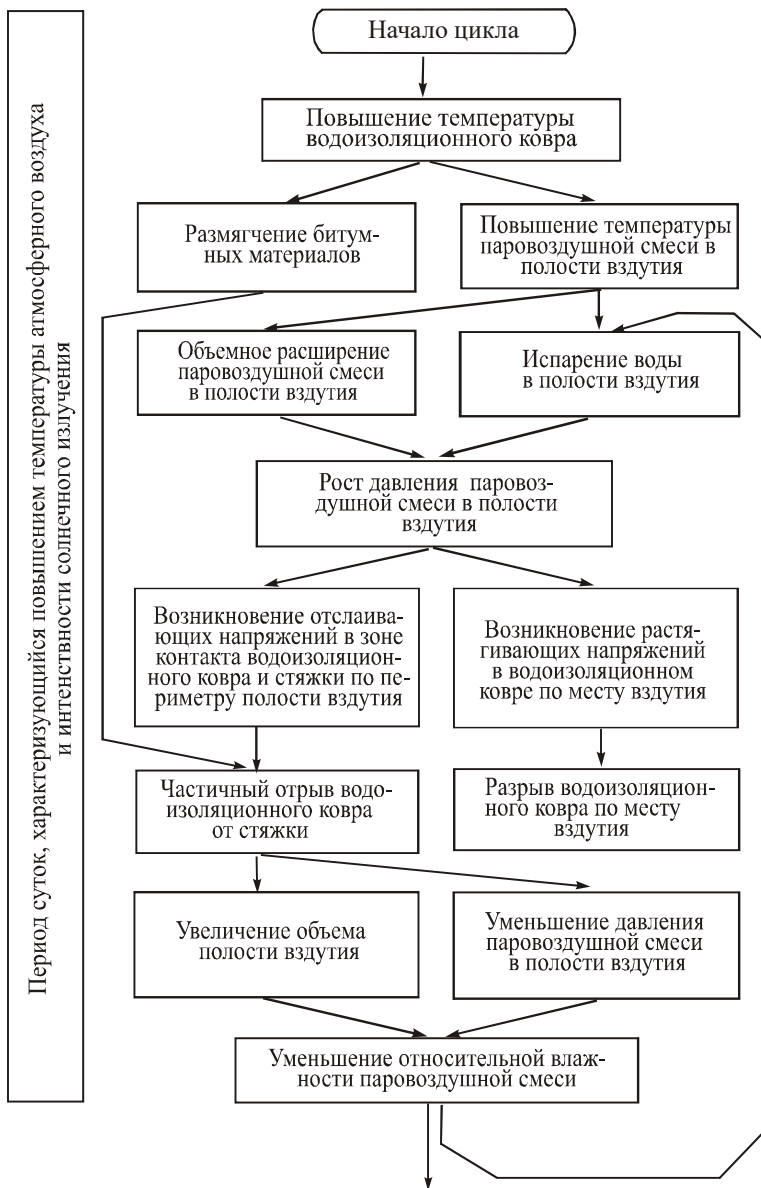 Период суток, характеризующийся повышением температуры атмосферного воздуха
и интенствности солнечного излучения
Начало цикла
Повышение температуры
водоизоляционного ковра
Размягчение битум-
ных материалов
Повышение температуры
паровоздушной смеси в
полости вздутия
Объемное расширение
паровоздушной смеси
в полости вздутия
Испарение воды
в полости вздутия
Рост давления паровоз-
душной смеси в полости
вздутия
Возникновение отслаива-
ющих напряжений в зоне
контакта водоизоляцион-
ного ковра и стяжки по пе-
риметру полости вздутия
Возникновение растя-
гивающих напряжений
в водоизоляционном
ковре по месту вздутия
Частичный отрыв водо-
изоляционного ковра
от стяжки
Разрыв водоизоляцион-
ного ковра по месту
вздутия
Увеличение объема
полости вздутия
Уменьшение давления
паровоздушной смеси
в полости вздутия
Уменьшение относительной влаж-
ности паровоздушной смеси